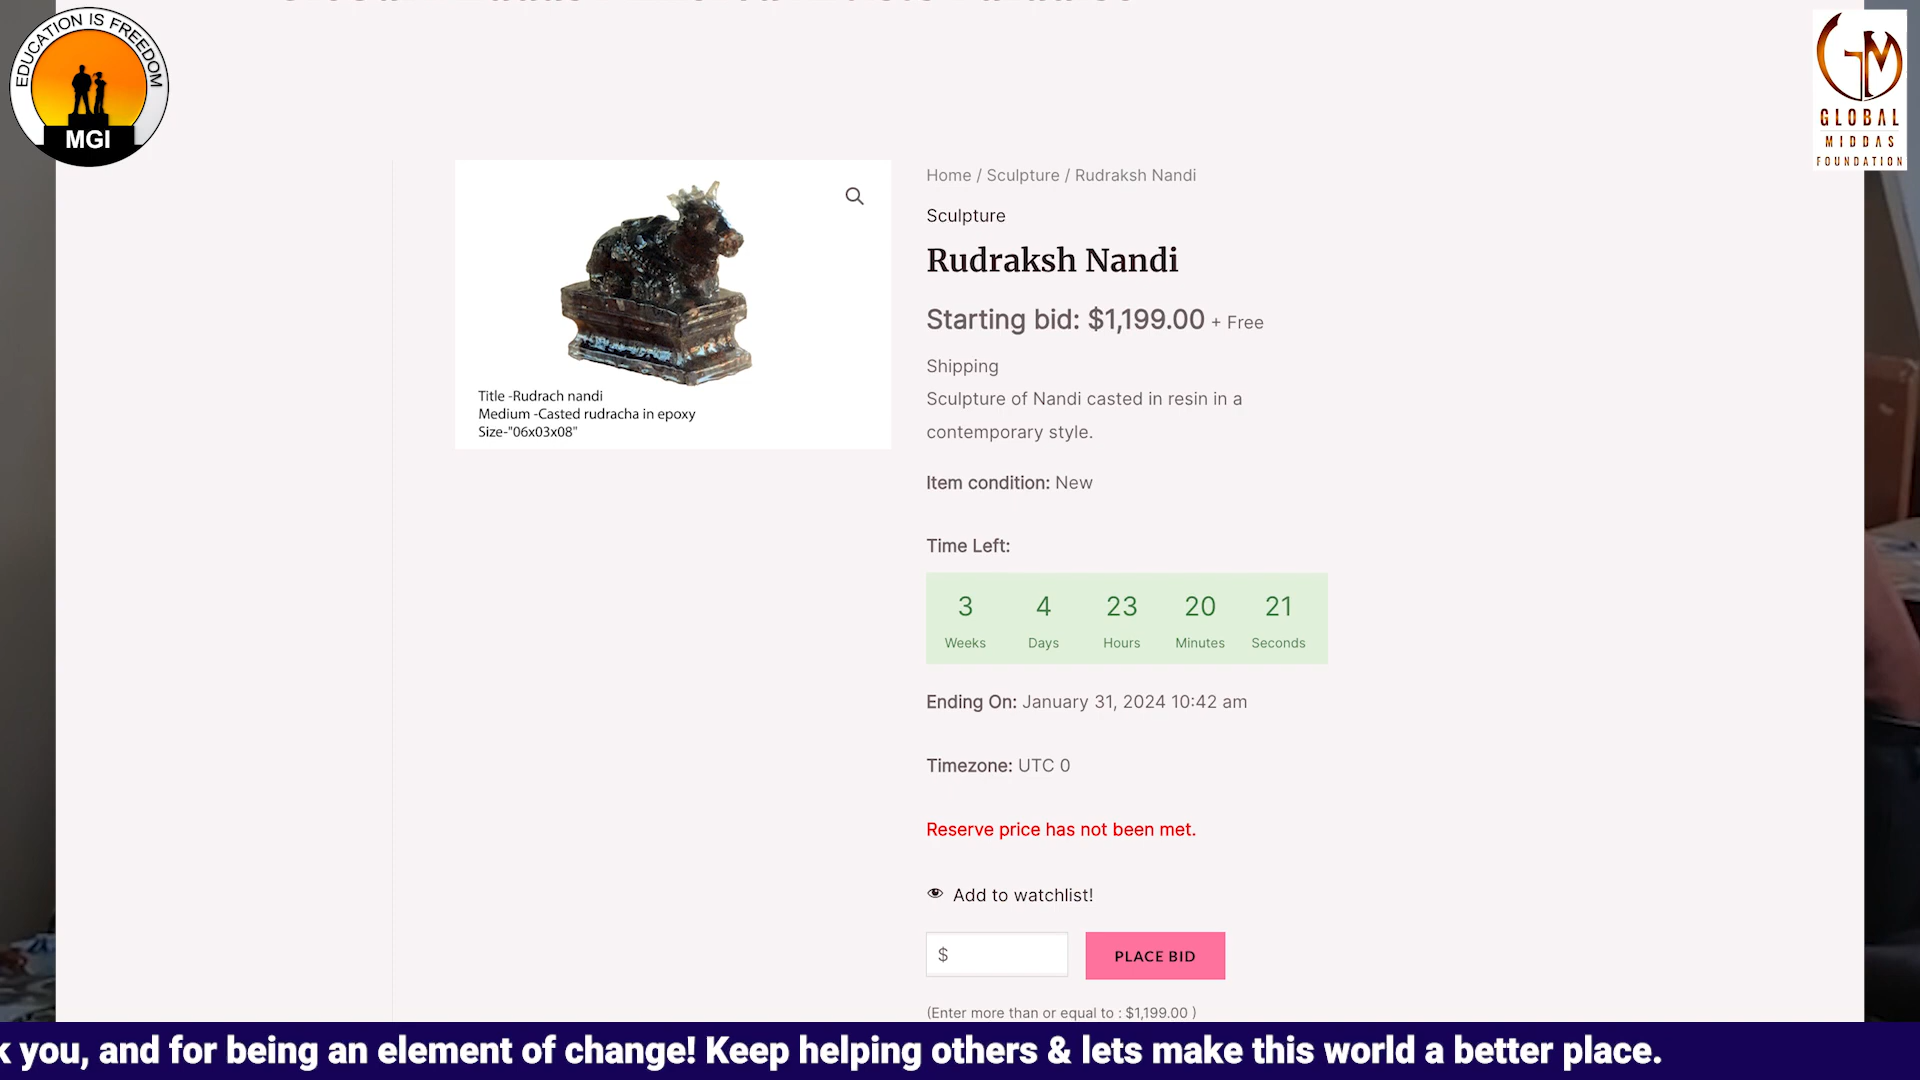 EDUCATION IS FREEDOM
MGI
GM
GLOBAL
MIDDAS
FOUNDATION
Title -Rudrach nandi
Medium -Casted rudracha in epoxy
Size-"06x03x08"
Home / Sculpture / Rudraksh Nandi
Sculpture
Rudraksh Nandi
Starting bid: $1,199.00 + Free
Shipping
Sculpture of Nandi casted in resin in a
contemporary style.
Item condition: New
Time Left:
3 4 23 20 21
Weeks Days Hours Minutes Seconds
Ending On: January 31, 2024 10:42 am
Timezone: UTC 0
Reserve price has not been met.
Add to watchlist!
$
PLACE BID
(Enter more than or equal to : $1,199.00 )
you, and for being an element of change! Keep helping others & lets make this world a better place.